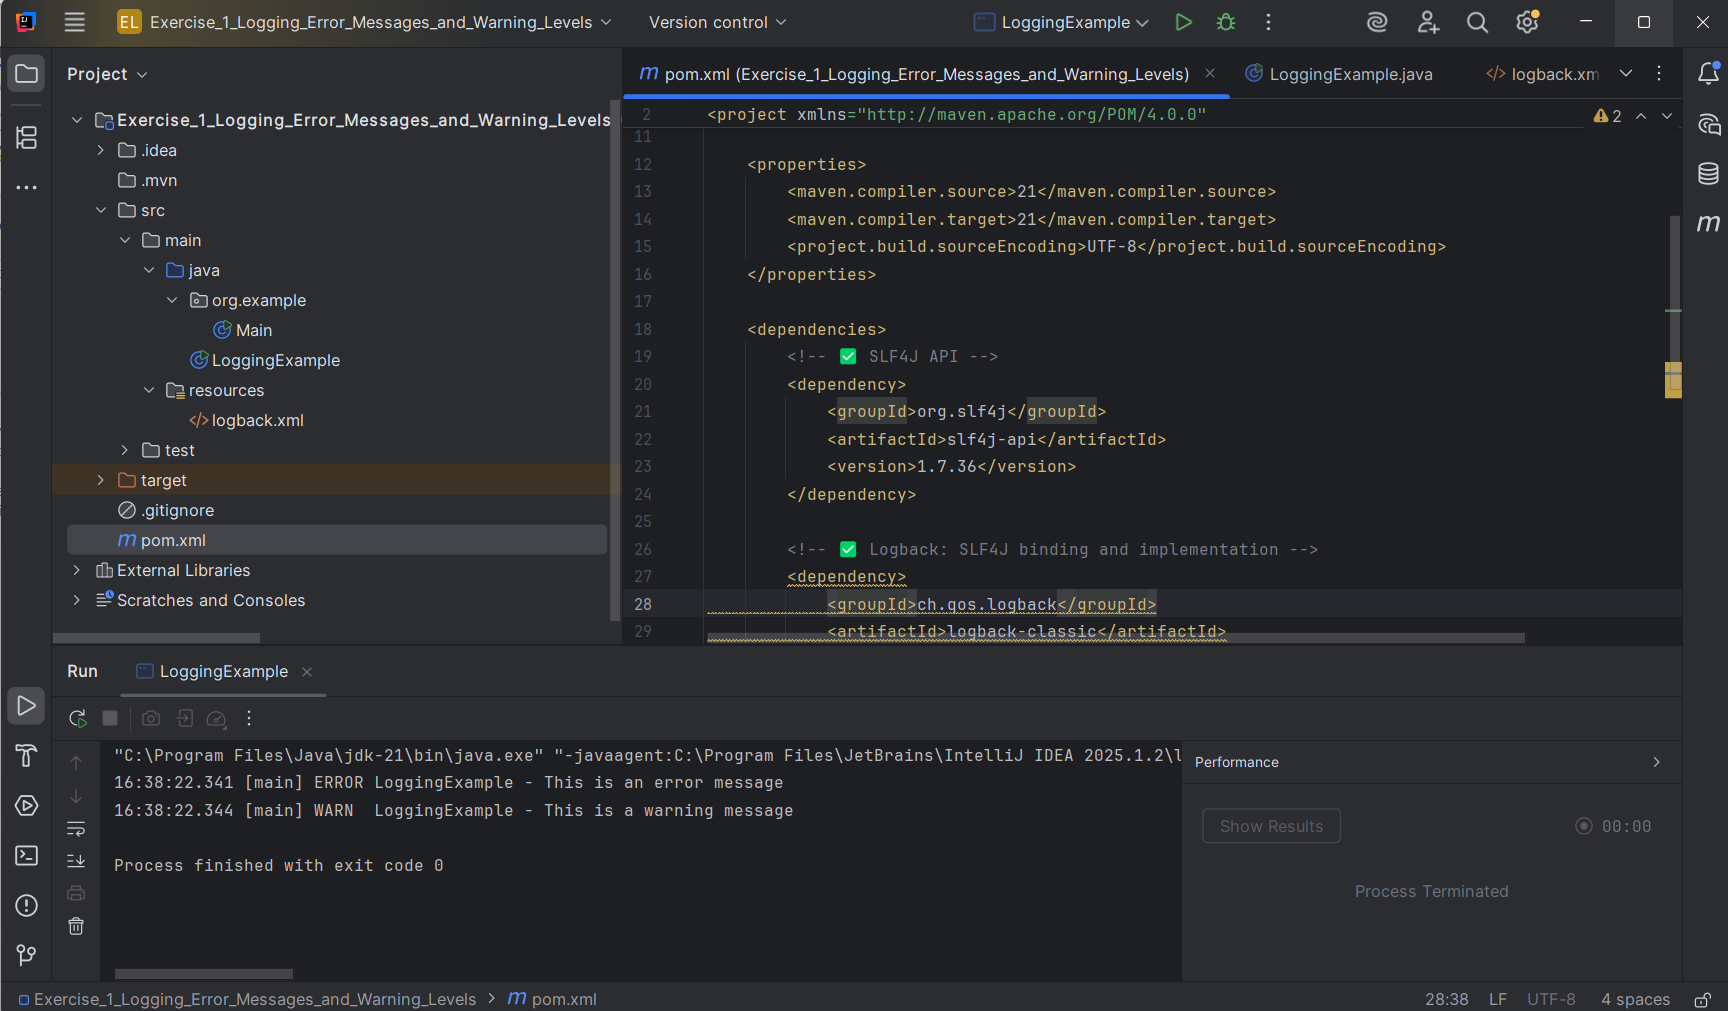 EL Exercise_1_Logging_Error_Messages_and_Warning_Levels Version control LoggingExample
Project
Exercise_1_Logging_Error_Messages_and_Warning_Levels
.idea
.mvn
src
main
java
org.example
Main
LoggingExample
resources
</> logback.xml
test
target
.gitignore
m pom.xml
External Libraries
Scratches and Consoles
m pom.xml (Exercise_1_Logging_Error_Messages_and_Warning_Levels) LoggingExample.java </> logback.xm
2 <project xmlns="http://maven.apache.org/POM/4.0.0" 2
11
12 <properties>
13 <maven.compiler.source>21</maven.compiler.source>
14 <maven.compiler.target>21</maven.compiler.target>
15 <project.build.sourceEncoding>UTF-8</project.build.sourceEncoding>
16 </properties>
17
18 <dependencies>
19 <!-- ✅ SLF4J API -->
20 <dependency>
21 <groupId>org.slf4j</groupId>
22 <artifactId>slf4j-api</artifactId>
23 <version>1.7.36</version>
24 </dependency>
25
26 <!-- ✅ Logback: SLF4J binding and implementation -->
27 <dependency>
28 <groupId>ch.qos.logback</groupId>
29 <artifactId>logback-classic</artifactId>
m
Run LoggingExample
"C:\Program Files\Java\jdk-21\bin\java.exe" "-javaagent:C:\Program Files\JetBrains\IntelliJ IDEA 2025.1.2\l
16:38:22.341 [main] ERROR LoggingExample - This is an error message
16:38:22.344 [main] WARN  LoggingExample - This is a warning message
Process finished with exit code 0
Performance
Show Results 00:00
Process Terminated
Exercise_1_Logging_Error_Messages_and_Warning_Levels > m pom.xml 28:38 LF UTF-8 4 spaces